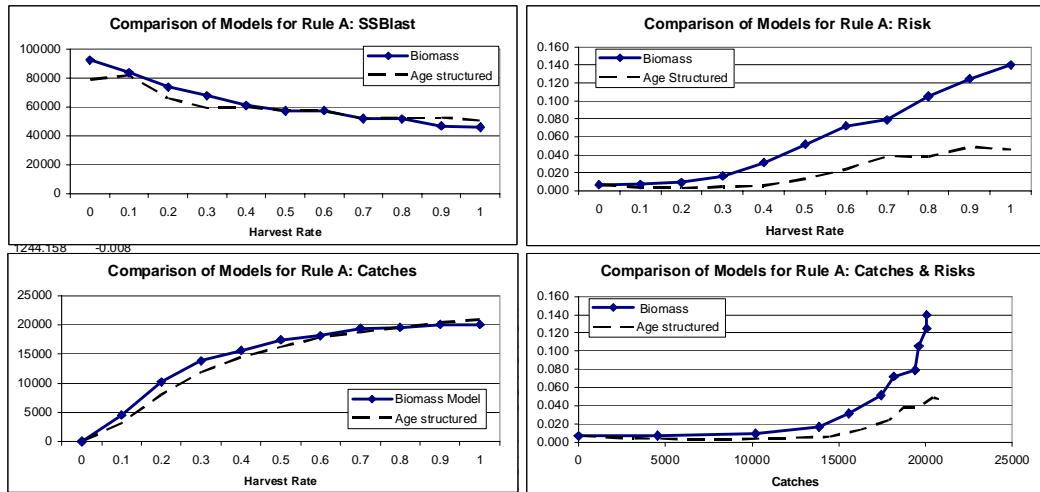 Comparison of Models for Rule A: SSBlast
100000
80000
60000
40000
20000
0
Biomass
Age structured
0 0.1 0.2 0.3 0.4 0.5 0.6 0.7 0.8 0.9 1
Harvest Rate
Comparison of Models for Rule A: Risk
0.160
0.140
0.120
0.100
0.080
0.060
0.040
0.020
0.000
Biomass
Age Structured
0 0.1 0.2 0.3 0.4 0.5 0.6 0.7 0.8 0.9 1
Harvest Rate
1244.158 -0.008
Comparison of Models for Rule A: Catches
25000
20000
15000
10000
5000
0
Biomass Model
Age structured
0 0.1 0.2 0.3 0.4 0.5 0.6 0.7 0.8 0.9 1
Harvest Rate
Comparison of Models for Rule A: Catches & Risks
0.160
0.140
0.120
0.100
0.080
0.060
0.040
0.020
0.000
Biomass
Age structured
0 5000 10000 15000 20000 25000
Catches